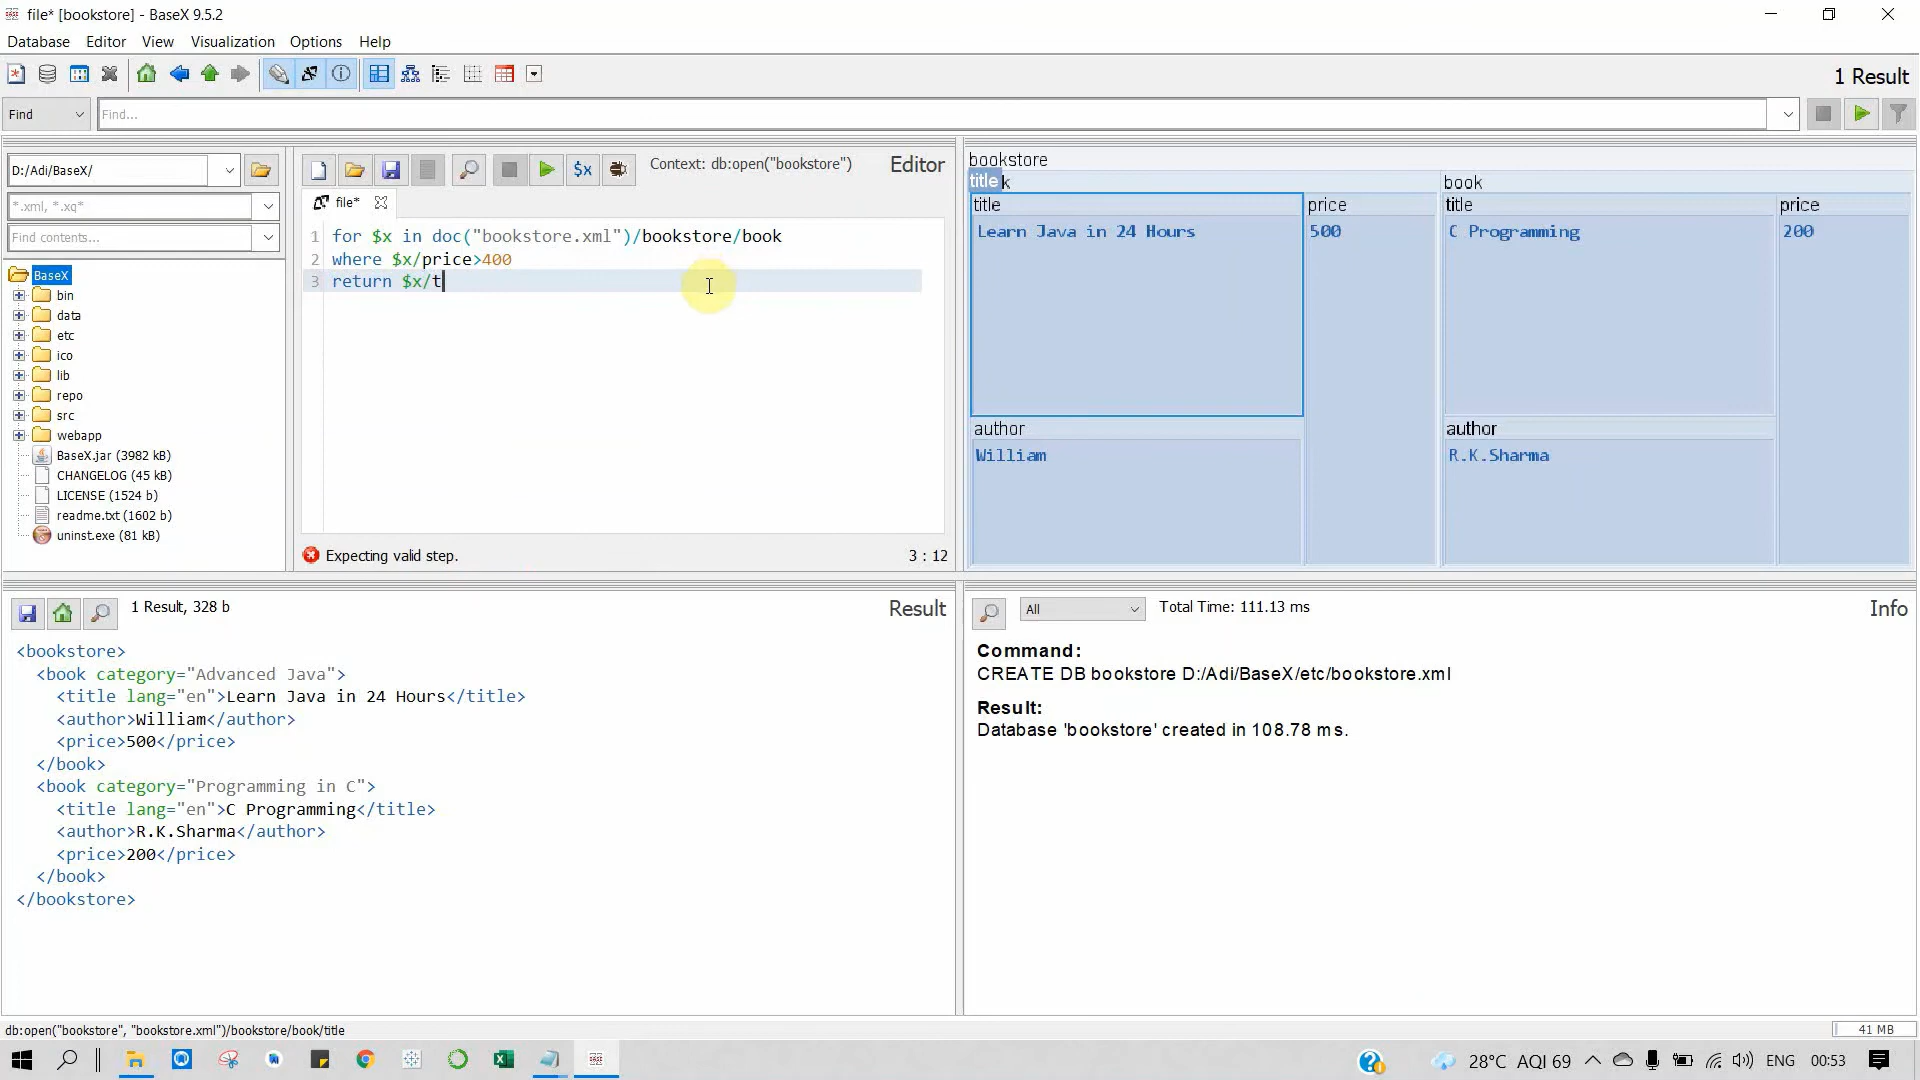 file* [bookstore] - BaseX 9.5.2
Database Editor View Visualization Options Help
1 Result
Find Find...
D:/Adi/BaseX/
*.xml, *.xq*
Find contents...
BaseX
bin
data
etc
ico
lib
repo
src
webapp
BaseX.jar (3982 kB)
CHANGELOG (45 kB)
LICENSE (1524 b)
readme.txt (1602 b)
uninst.exe (81 kB)
$x Context: db:open("bookstore") Editor
file*
1 for $x in doc("bookstore.xml")/bookstore/book
2 where $x/price>400
3 return $x/t
Expecting valid step. 3 : 12
bookstore
title k book
title price title price
Learn Java in 24 Hours 500 C Programming 200
author author
William R.K.Sharma
1 Result, 328 b Result
<bookstore>
<book category="Advanced Java">
<title lang="en">Learn Java in 24 Hours</title>
<author>William</author>
<price>500</price>
</book>
<book category="Programming in C">
<title lang="en">C Programming</title>
<author>R.K.Sharma</author>
<price>200</price>
</book>
</bookstore>
All Total Time: 111.13 ms Info
Command:
CREATE DB bookstore D:/Adi/BaseX/etc/bookstore.xml
Result:
Database 'bookstore' created in 108.78 ms.
db:open("bookstore", "bookstore.xml")/bookstore/book/title 41 MB
28°C AQI 69 ENG 00:53